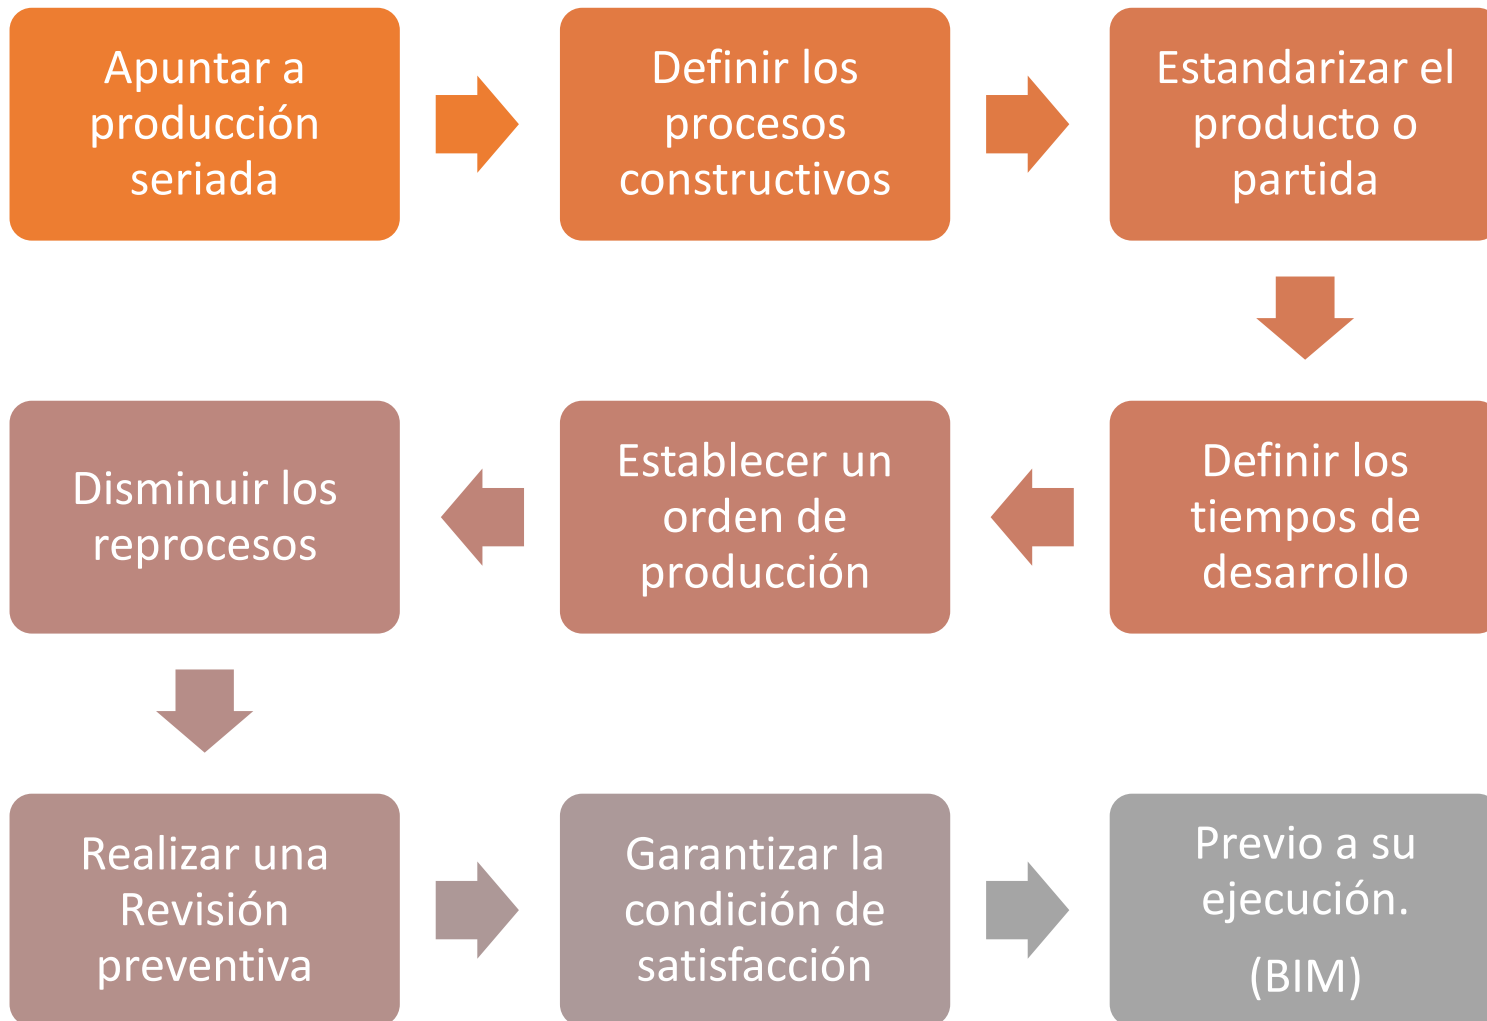 Apuntar a
producción
seriada
Definir los
procesos
constructivos
Estandarizar el
producto o
partida
Definir los
tiempos de
desarrollo
Establecer un
orden de
producción
Disminuir los
reprocesos
Realizar una
Revisión
preventiva
Garantizar la
condición de
satisfacción
Previo a su
ejecución.
(BIM)